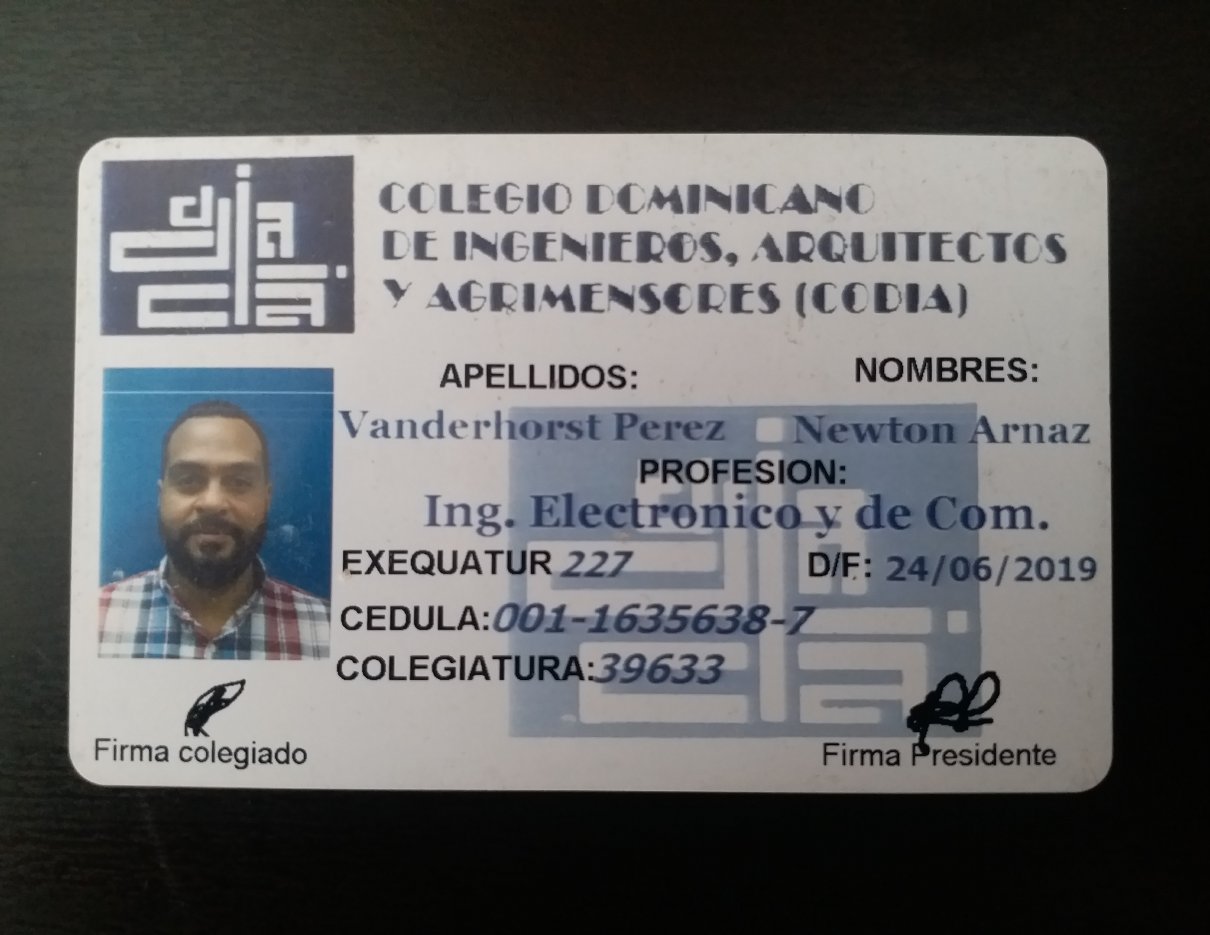 codia
COLEGIO DOMINICANO
DE INGENIEROS, ARQUITECTOS
Y AGRIMENSORES (CODIA)
APELLIDOS: NOMBRES:
Vanderhorst Perez Newton Arnaz
PROFESION:
Ing. Electronico y de Com.
EXEQUATUR 227 D/F: 24/06/2019
CEDULA:001-1635638-7
COLEGIATURA:39633
Firma colegiado Firma Presidente